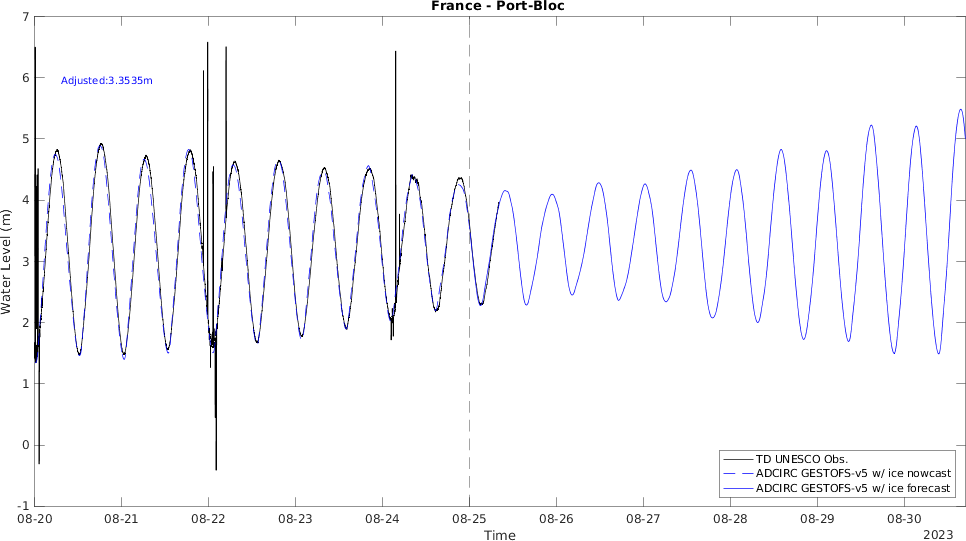 France - Port-Bloc
7
6
5
4
3
2
1
0
-1
Water Level (m)
Adjusted:3.3535m
TD UNESCO Obs.
ADCIRC GESTOFS-v5 w/ ice nowcast
ADCIRC GESTOFS-v5 w/ ice forecast
08-20 08-21 08-22 08-23 08-24 08-25 08-26 08-27 08-28 08-29 08-30
Time
2023